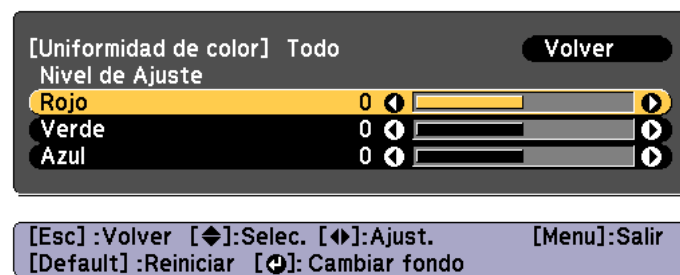 [Uniformidad de color] Todo Volver
Nivel de Ajuste
Rojo 0
Verde 0
Azul 0
[Esc] :Volver [◆]:Selec. [◀▶]:Ajust. [Menu]:Salir
[Default] :Reiniciar [↵]: Cambiar fondo